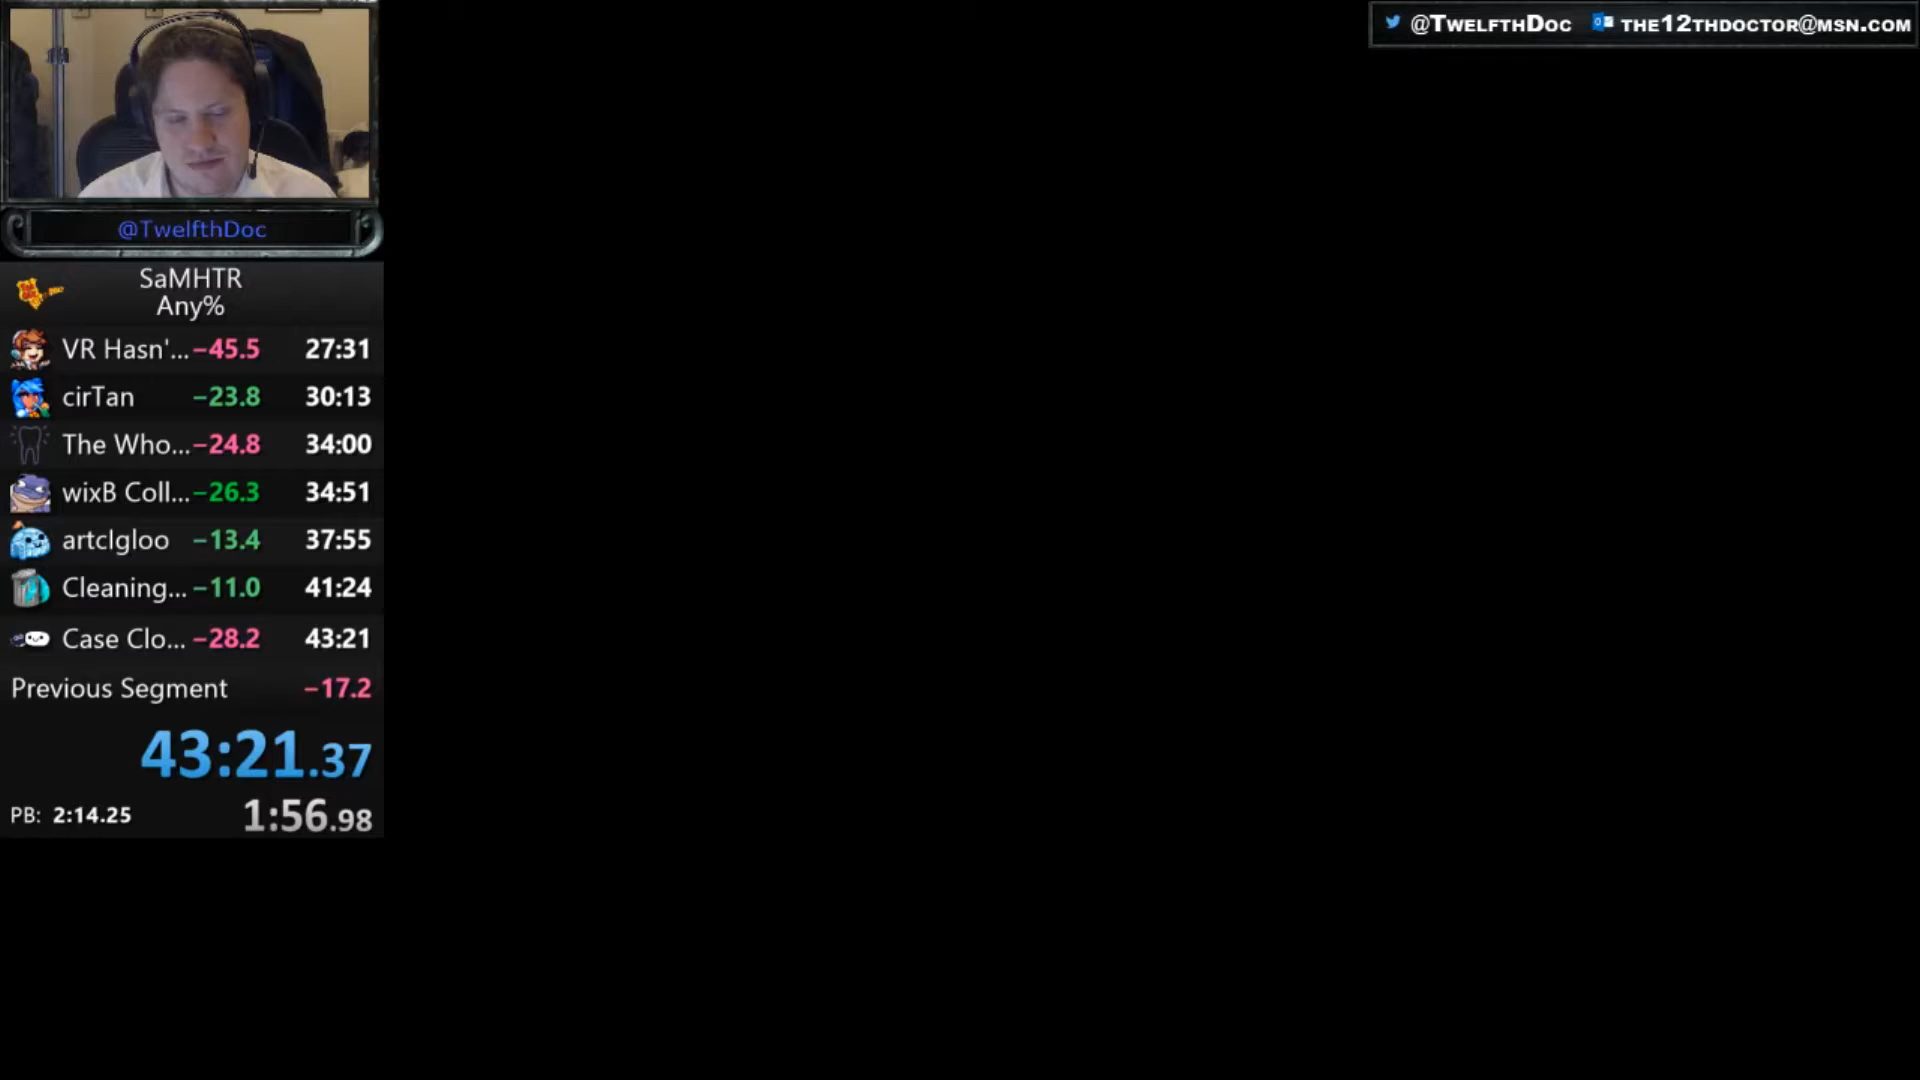 @TwelfthDoc the12thdoctor@msn.com
@TwelfthDoc
SaMHTR
Any%
VR Hasn'... −45.5 27:31
cirTan −23.8 30:13
The Who... −24.8 34:00
wixB Coll... −26.3 34:51
artcIgloo −13.4 37:55
Cleaning... −11.0 41:24
Case Clo... −28.2 43:21
Previous Segment −17.2
43:21.37
PB: 2:14.25 1:56.98